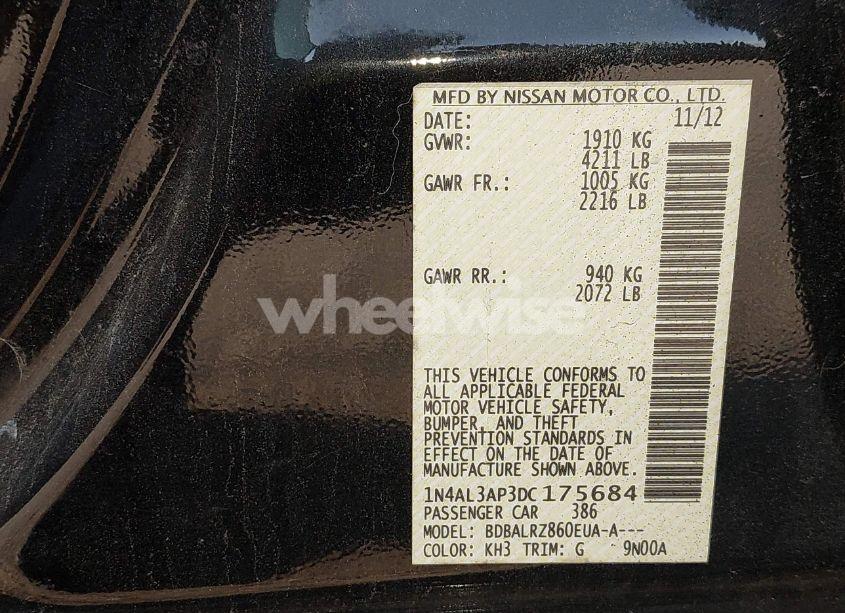 MFD BY NISSAN MOTOR CO., LTD.
DATE: 11/12
GVWR: 1910 KG
4211 LB
GAWR FR.: 1005 KG
2216 LB
GAWR RR.: 940 KG
2072 LB
wheelwise
THIS VEHICLE CONFORMS TO
ALL APPLICABLE FEDERAL
MOTOR VEHICLE SAFETY,
BUMPER, AND THEFT
PREVENTION STANDARDS IN
EFFECT ON THE DATE OF
MANUFACTURE SHOWN ABOVE.
1N4AL3AP3DC175684
PASSENGER CAR 386
MODEL: BDBALRZ860EUA-A---
COLOR: KH3 TRIM: G 9N00A